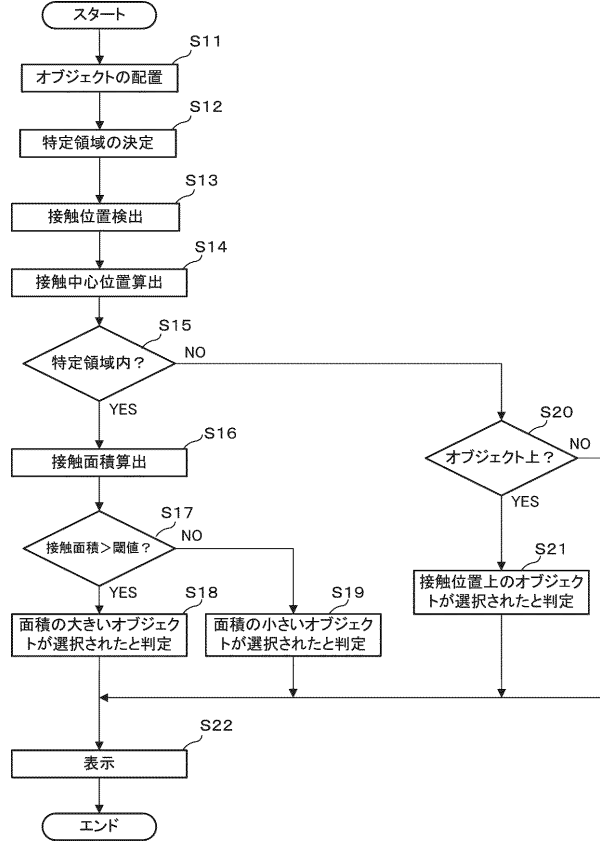 スタート
S11
オブジェクトの配置
S12
特定領域の決定
S13
接触位置検出
S14
接触中心位置算出
S15
特定領域内？
NO
YES
S16
接触面積算出
S17
接触面積＞閾値？
NO
YES
S18
面積の大きいオブジェク
トが選択されたと判定
S19
面積の小さいオブジェク
トが選択されたと判定
S20
オブジェクト上？
NO
YES
S21
接触位置上のオブジェク
トが選択されたと判定
S22
表示
エンド